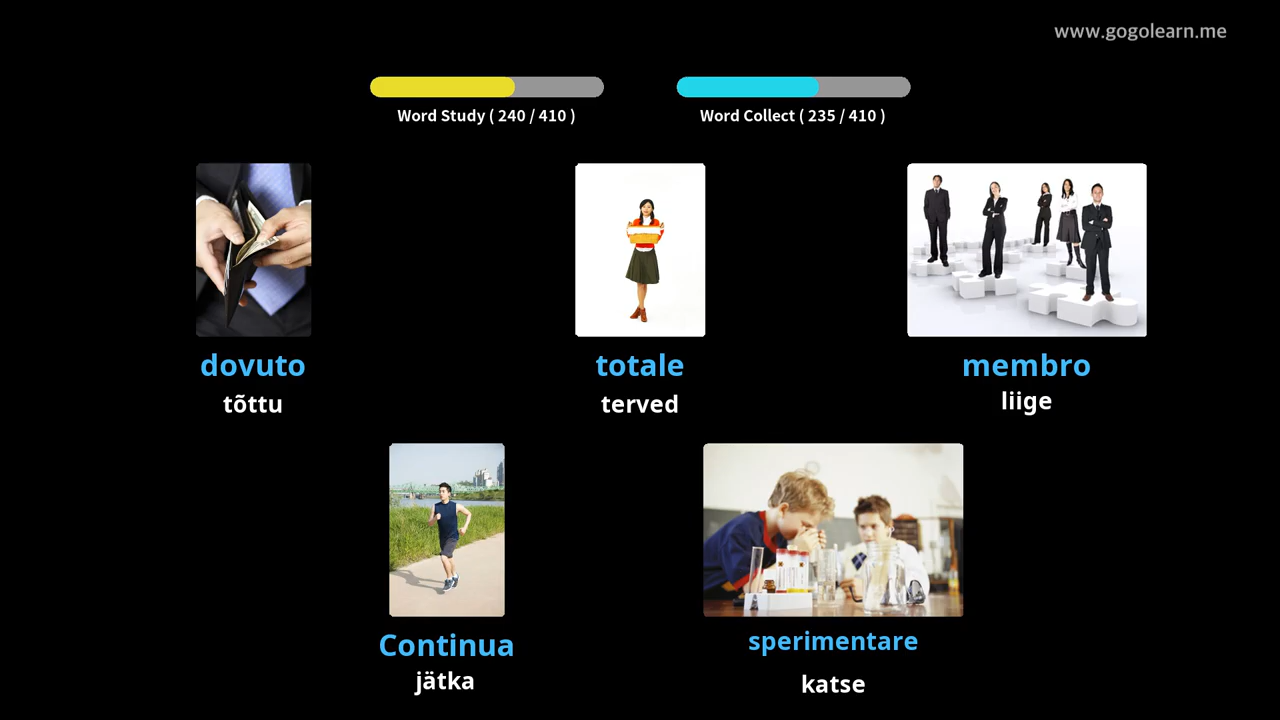 www.gogolearn.me
Word Study ( 240 / 410 )
Word Collect ( 235 / 410 )
dovuto
tõttu
totale
terved
membro
liige
Continua
jätka
sperimentare
katse